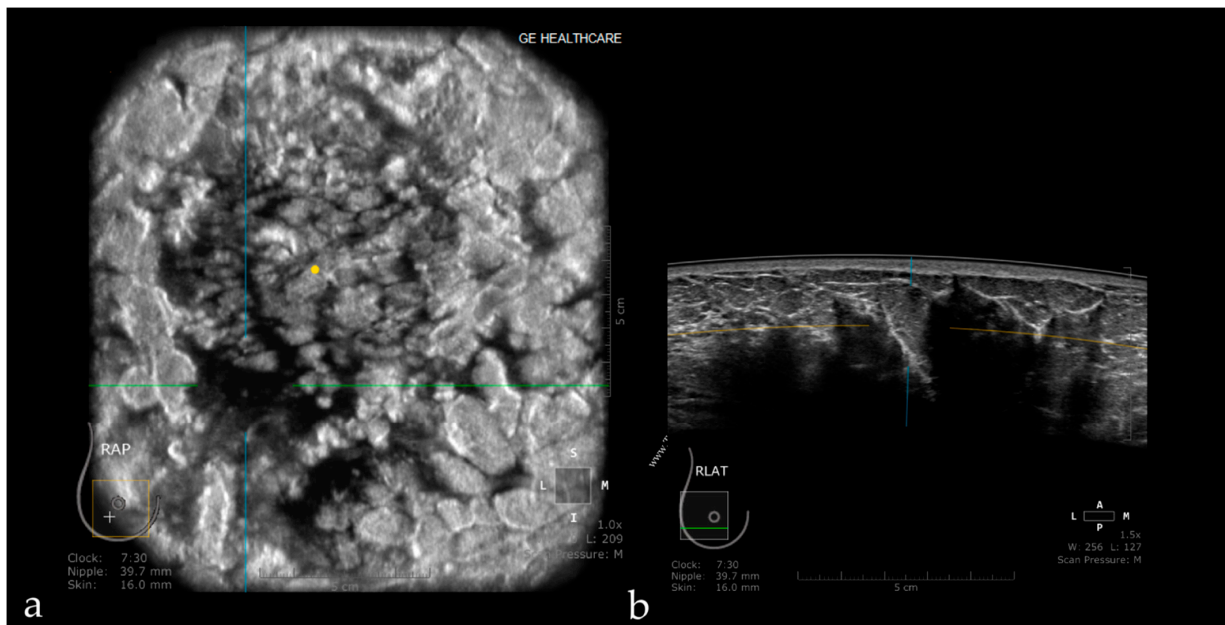 GE HEALTHCARE
5 cm
RAP
S
L M
I
1.0x
L: 209
Pressure: M
Clock: 7:30
Nipple: 39.7 mm
Skin: 16.0 mm
5 cm
a
RLAT
A
L M
P
1.5x
W: 256 L: 127
Scan Pressure: M
Clock: 7:30
Nipple: 39.7 mm
Skin: 16.0 mm
5 cm
b